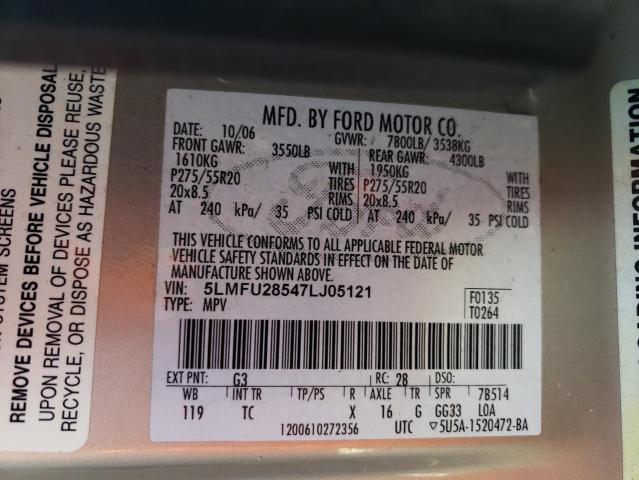 MFD. BY FORD MOTOR CO.
DATE: 10/06 GVWR: 7800LB/ 3538KG
FRONT GAWR: 3550LB REAR GAWR: 4300LB
1610KG WITH 1950KG WITH
P275/55R20 TIRES P275/55R20 TIRES
20x8.5 RIMS 20x8.5 RIMS
AT 240 kPa/ 35 PSI COLD AT 240 kPa/ 35 PSI COLD
THIS VEHICLE CONFORMS TO ALL APPLICABLE FEDERAL MOTOR
VEHICLE SAFETY STANDARDS IN EFFECT ON THE DATE OF
MANUFACTURE SHOWN ABOVE.
VIN: 5LMFU28547LJ05121
TYPE: MPV
F0135
T0264
EXT PNT: G3 RC: 28 DSO:
WB INT TR TP/PS R AXLE TR SPR 7B514
119 TC X 16 G GG33 LOA
1200610272356 UTC ▽5U5A-1520472-BA
SYSTEM SCREENS
REMOVE DEVICES BEFORE VEHICLE DISPOSAL
UPON REMOVAL OF DEVICES PLEASE REUSE,
RECYCLE, OR DISPOSE AS HAZARDOUS WASTE